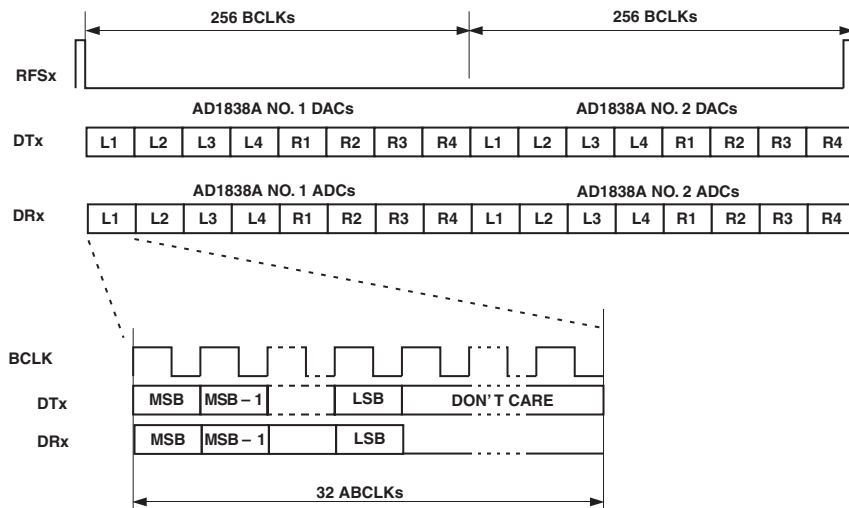 256 BCLKs 256 BCLKs
RFSx
AD1838A NO. 1 DACs AD1838A NO. 2 DACs
DTx L1 L2 L3 L4 R1 R2 R3 R4 L1 L2 L3 L4 R1 R2 R3 R4
AD1838A NO. 1 ADCs AD1838A NO. 2 ADCs
DRx L1 L2 L3 L4 R1 R2 R3 R4 L1 L2 L3 L4 R1 R2 R3 R4
BCLK
DTx MSB MSB – 1 LSB DON'T CARE
DRx MSB MSB – 1 LSB
32 ABCLKs